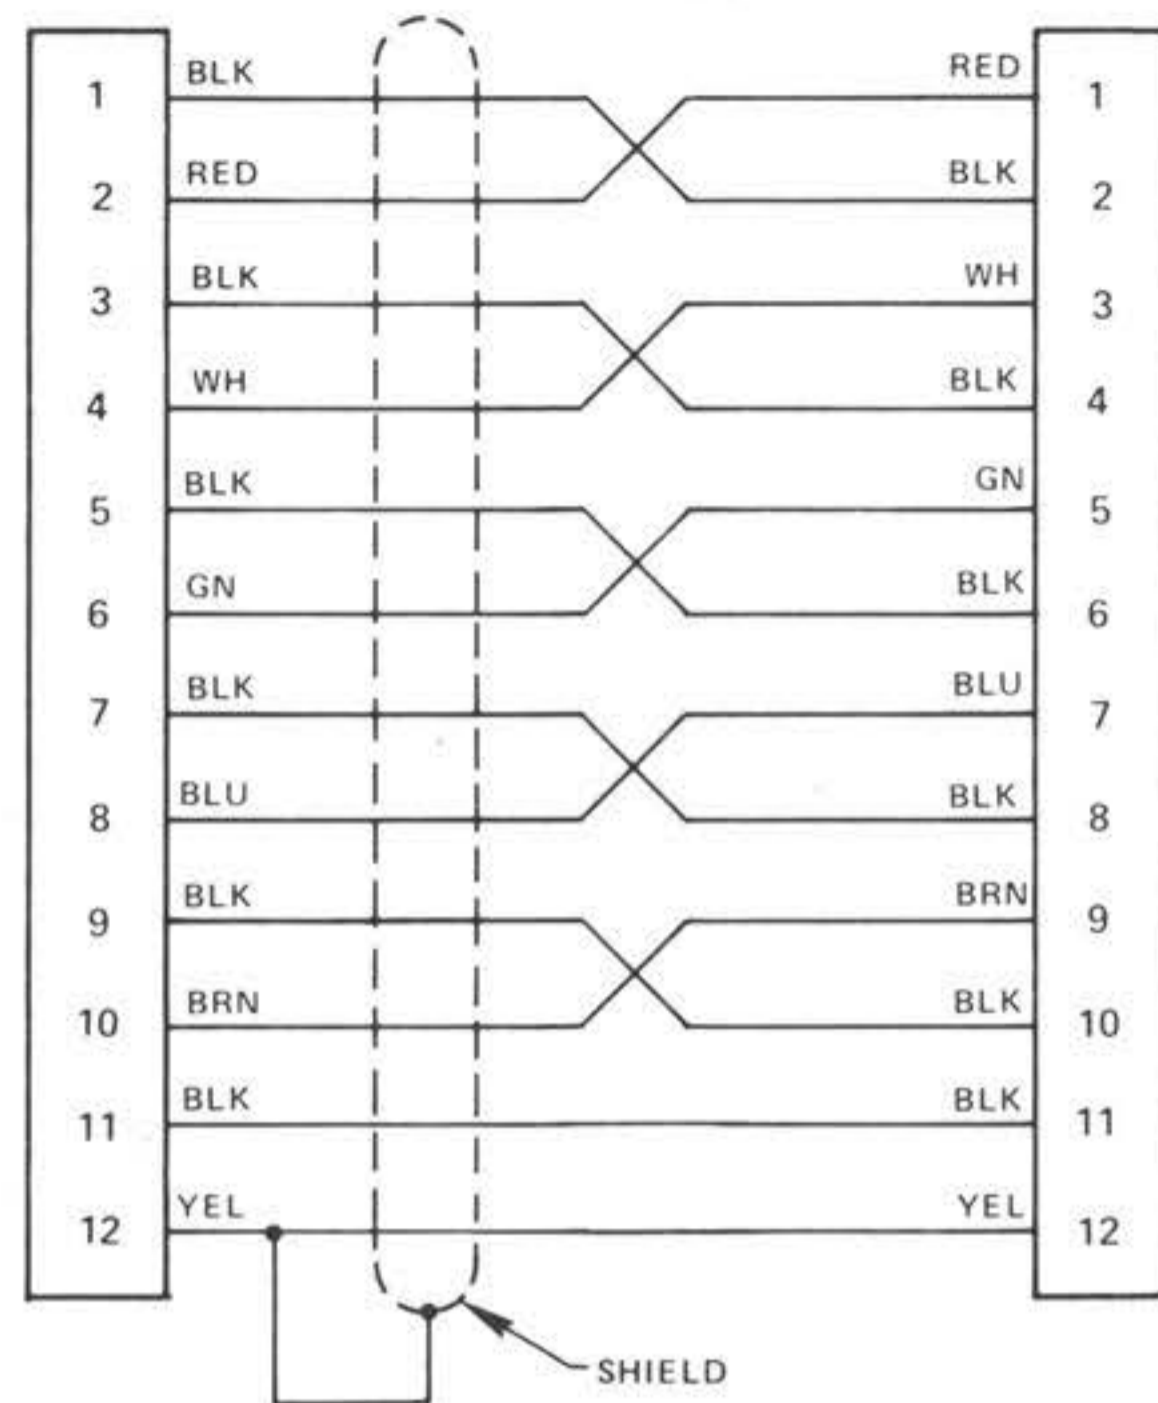 BLK RED
1 1
RED BLK
2 2
BLK WH
3 3
WH BLK
4 4
BLK GN
5 5
GN BLK
6 6
BLK BLU
7 7
BLU BLK
8 8
BLK BRN
9 9
BRN BLK
10 10
BLK BLK
11 11
YEL YEL
12 12
SHIELD